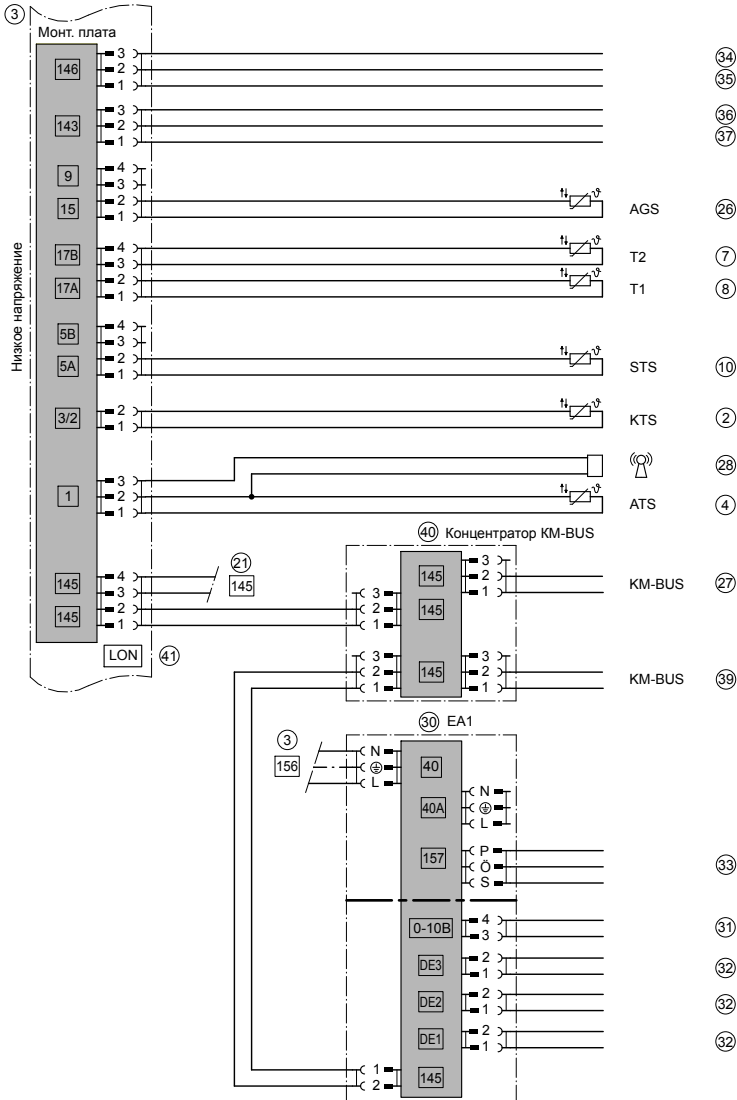 3
Монт. плата
Низкое напряжение
146
3
2
1
34
35
143
3
2
1
36
37
9
4
3
15
2
1
AGS
26
17B
4
3
T2
7
17A
2
1
T1
8
5B
4
3
5A
2
1
STS
10
3/2
2
1
KTS
2
28
1
3
2
1
ATS
4
40 Концентратор KM-BUS
145
4
3
21
145
145
2
1
LON 41
3
2
1
145
145
3
2
1
KM-BUS
27
3
2
1
145
3
2
1
KM-BUS
39
30 EA1
3
156
N
L
40
40A
N
L
157
P
Ö
S
33
0-10В
4
3
31
DE3
2
1
32
DE2
2
1
32
DE1
2
1
32
1
2
145